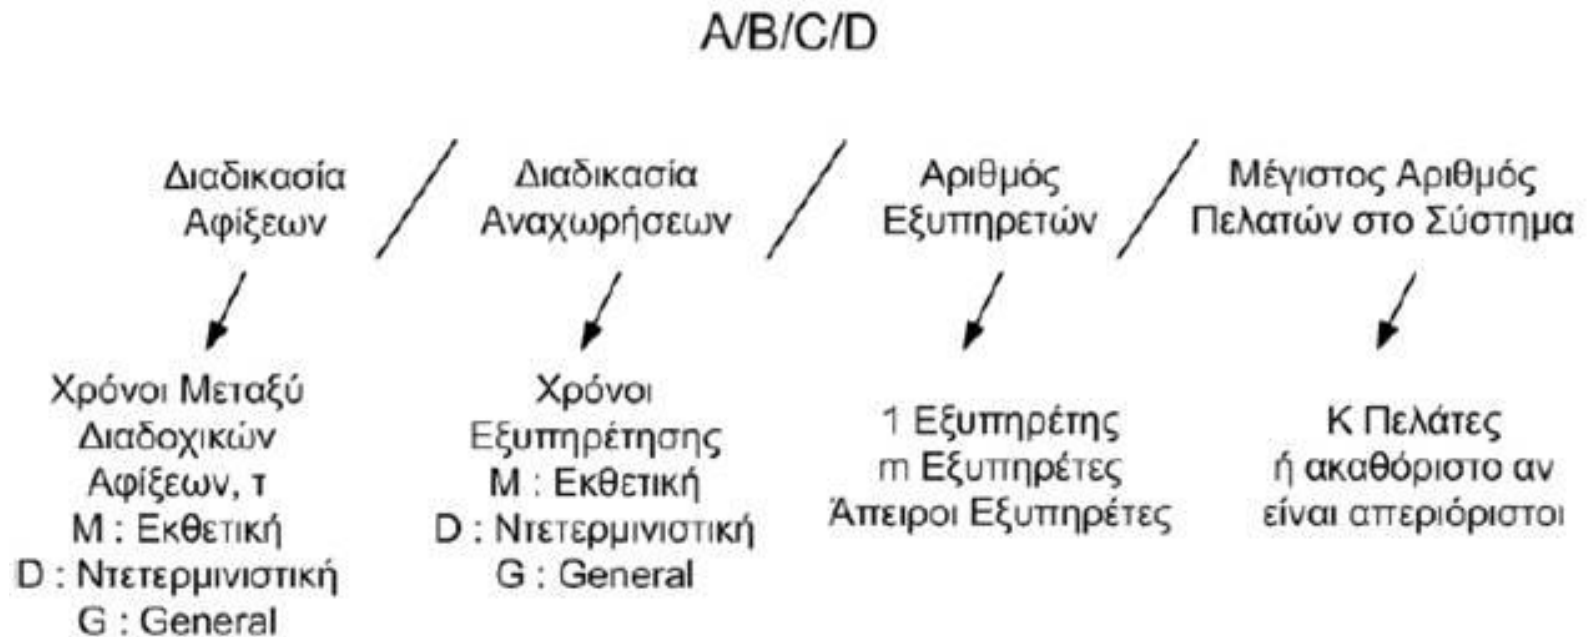 A/B/C/D
Διαδικασία
Αφίξεων
Διαδικασία
Αναχωρήσεων
Αριθμός
Εξυπηρετών
Μέγιστος Αριθμός
Πελατών στο Σύστημα
Χρόνοι Μεταξύ
Διαδοχικών
Αφίξεων, τ
M : Εκθετική
D : Ντετερμινιστική
G : General
Χρόνοι
Εξυπηρέτησης
M : Εκθετική
D : Ντετερμινιστική
G : General
1 Εξυπηρέτης
m Εξυπηρέτες
Άπειροι Εξυπηρέτες
Κ Πελάτες
ή ακαθόριστο αν
είναι απεριόριστοι